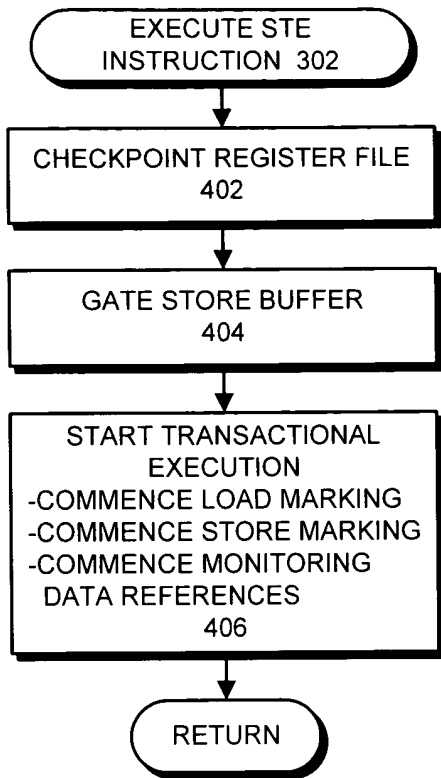 EXECUTE STE
INSTRUCTION 302
CHECKPOINT REGISTER FILE
402
GATE STORE BUFFER
404
START TRANSACTIONAL
EXECUTION
-COMMENCE LOAD MARKING
-COMMENCE STORE MARKING
-COMMENCE MONITORING
DATA REFERENCES
406
RETURN